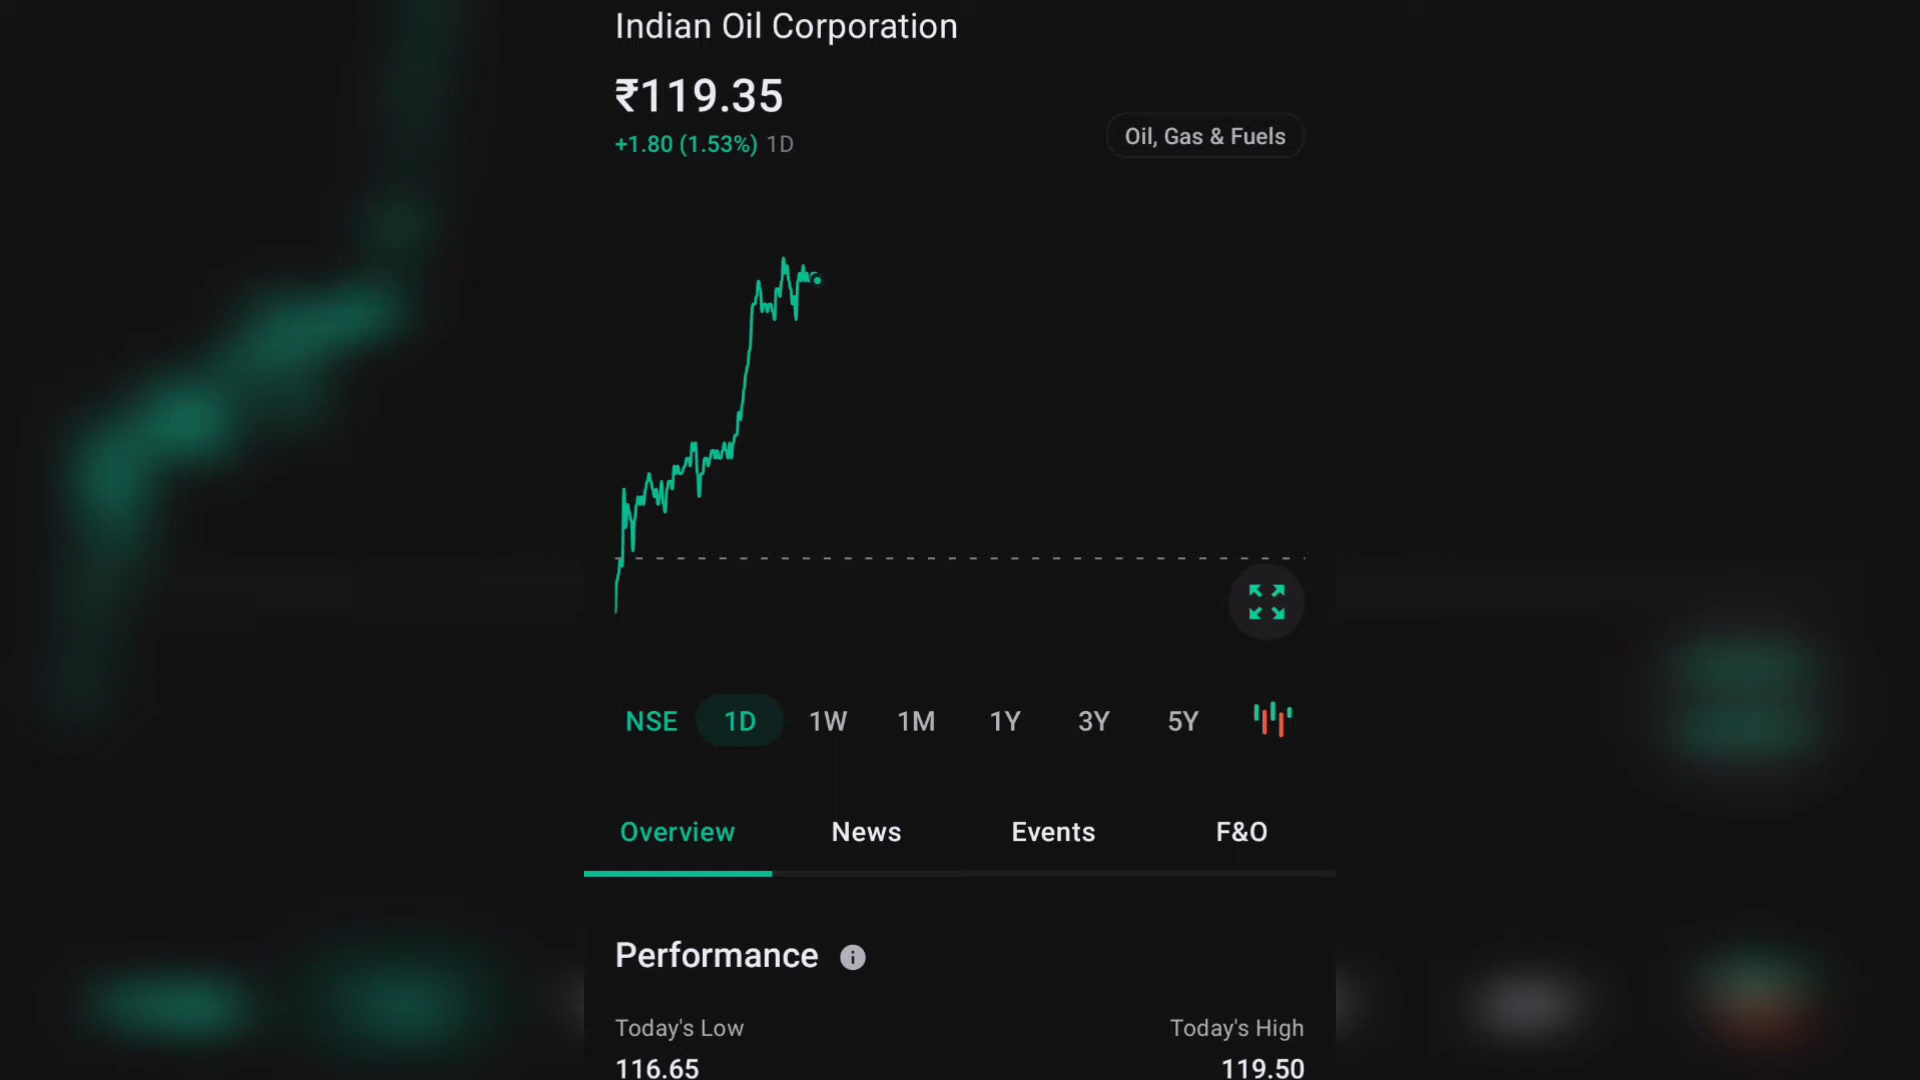 Indian Oil Corporation
₹119.35
+1.80 (1.53%) 1D
Oil, Gas & Fuels
NSE 1D 1W 1M 1Y 3Y 5Y
Overview News Events F&O
Performance
Today's Low Today's High
116.65 119.50